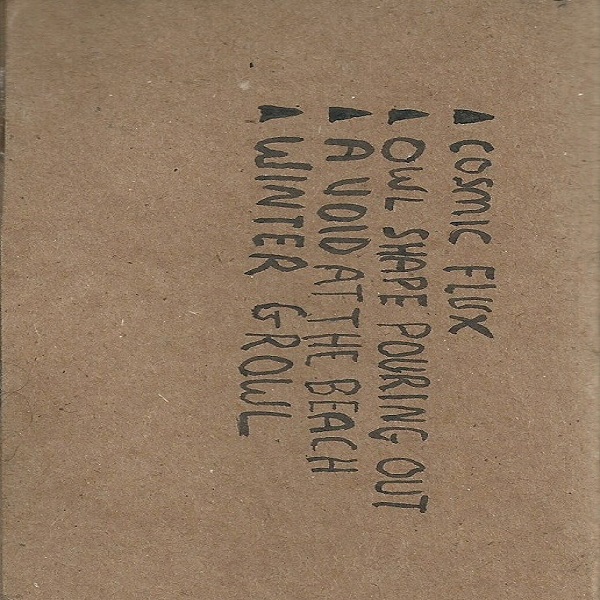 COSMIC FLUX
OWL SHAPE POURING OUT
A VOID AT THE BEACH
WINTER GROWL